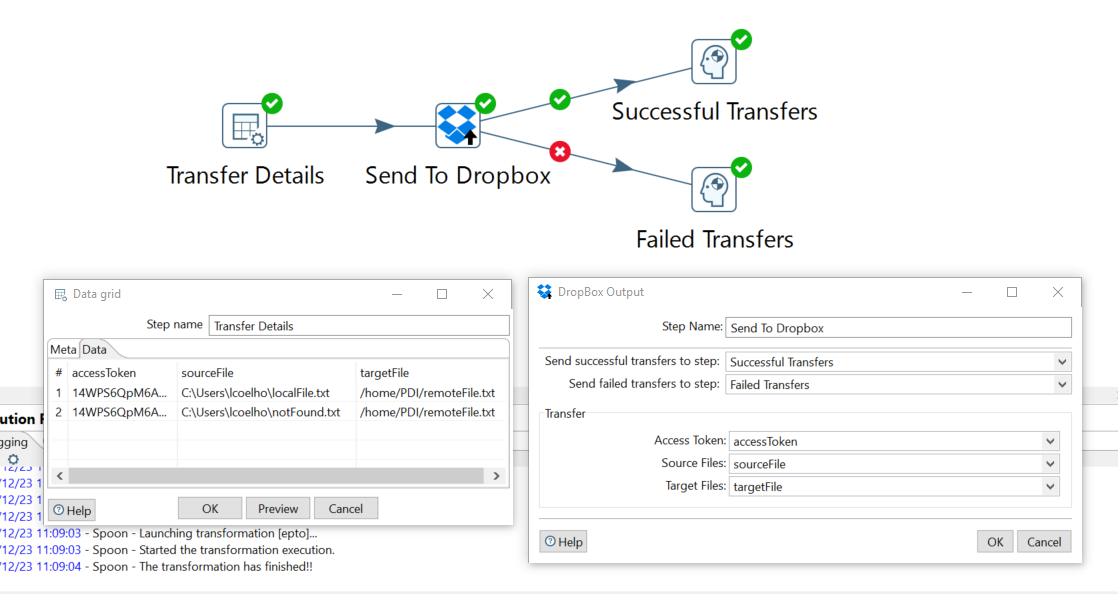 Successful Transfers
Transfer Details
Send To Dropbox
Failed Transfers
Data grid
Step name Transfer Details
Meta Data
# accessToken sourceFile targetFile
1 14WPS6QpM6A... C:\Users\lcoelho\localFile.txt /home/PDI/remoteFile.txt
2 14WPS6QpM6A... C:\Users\lcoelho\notFound.txt /home/PDI/remoteFile.txt
Help OK Preview Cancel
DropBox Output
Step Name: Send To Dropbox
Send successful transfers to step: Successful Transfers
Send failed transfers to step: Failed Transfers
Transfer
Access Token: accessToken
Source Files: sourceFile
Target Files: targetFile
Help OK Cancel
ution
gging
/12/23 1
/12/23 1
/12/23 1
/12/23 11:09:03 - Spoon - Launching transformation [epto]...
/12/23 11:09:03 - Spoon - Started the transformation execution.
/12/23 11:09:04 - Spoon - The transformation has finished!!